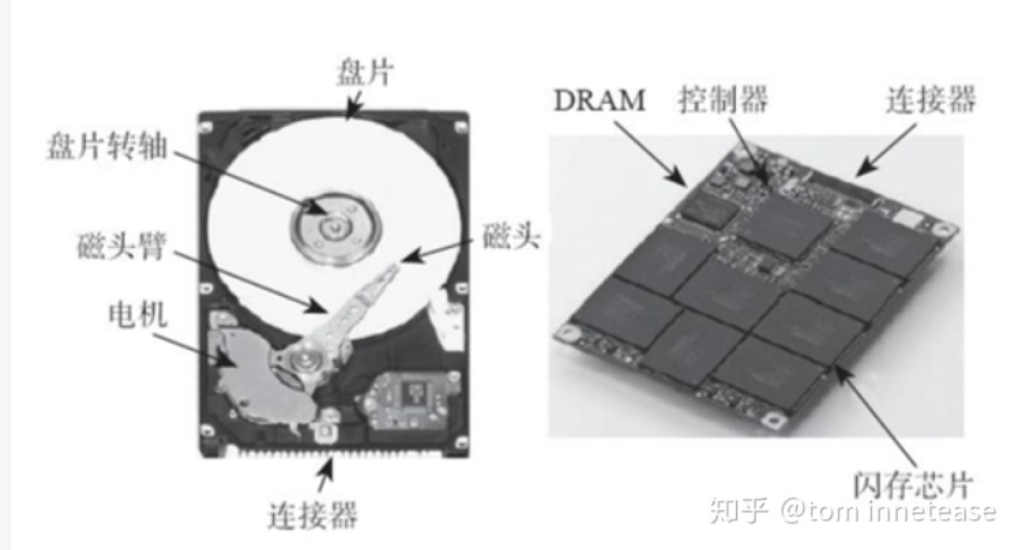 盘片
盘片转轴
磁头臂
磁头
电机
连接器
DRAM
控制器
连接器
闪存芯片
知乎 @tom innetease